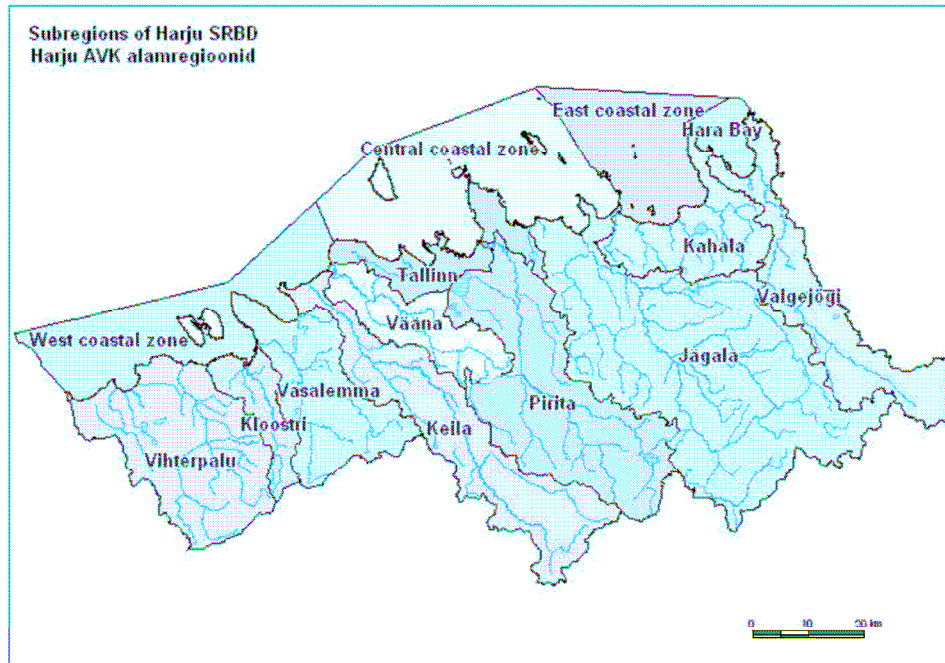 Subregions of Harju SRBD
Harju AVK alamregioonid
East coastal zone
Hara Bay
Central coastal zone
Kahala
Tallinn
Valgejõgi
Vääna
West coastal zone
Jägala
Vasalemma
Pirita
Kloostri
Keila
Vihterpalu
0 10 20 km